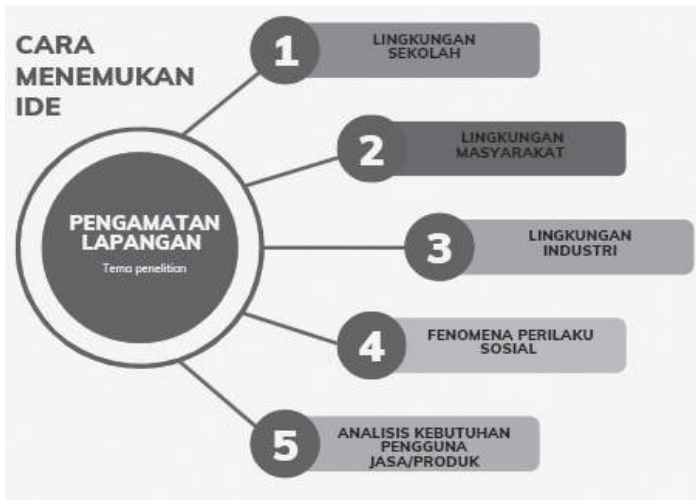 CARA
MENEMUKAN
IDE
PENGAMATAN
LAPANGAN
Tema penelitian
1
LINGKUNGAN
SEKOLAH
2
LINGKUNGAN
MASYARAKAT
3
LINGKUNGAN
INDUSTRI
4
FENOMENA PERILAKU
SOSIAL
5
ANALISIS KEBUTUHAN
PENGGUNA
JASA/PRODUK